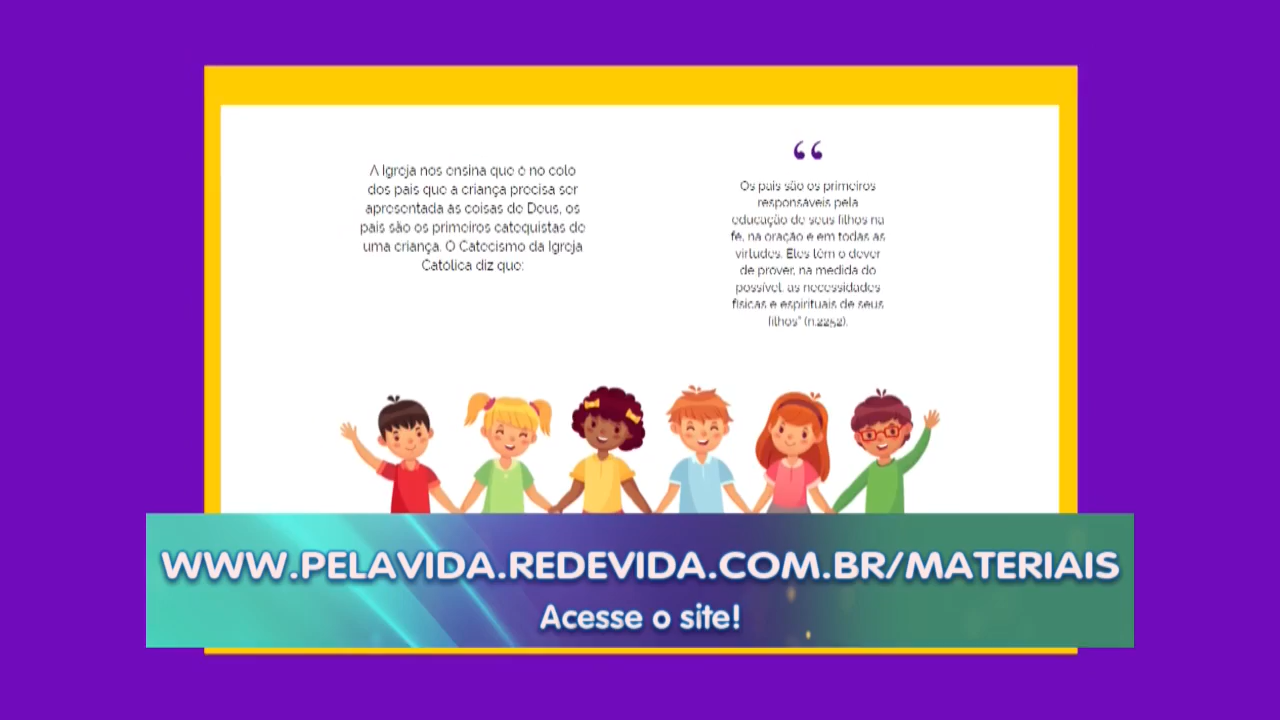 A Igreja nos ensina que é no colo
dos pais que a criança precisa ser
apresentada as coisas de Deus, os
pais são os primeiros catequistas de
uma criança. O Catecismo da Igreja
Católica diz que:
“
Os pais são os primeiros
responsáveis pela
educação de seus filhos na
fé, na oração e em todas as
virtudes. Eles têm o dever
de prover, na medida do
possível, as necessidades
físicas e espirituais de seus
filhos" (n.2252).
WWW.PELAVIDA.REDEVIDA.COM.BR/MATERIAIS
Acesse o site!